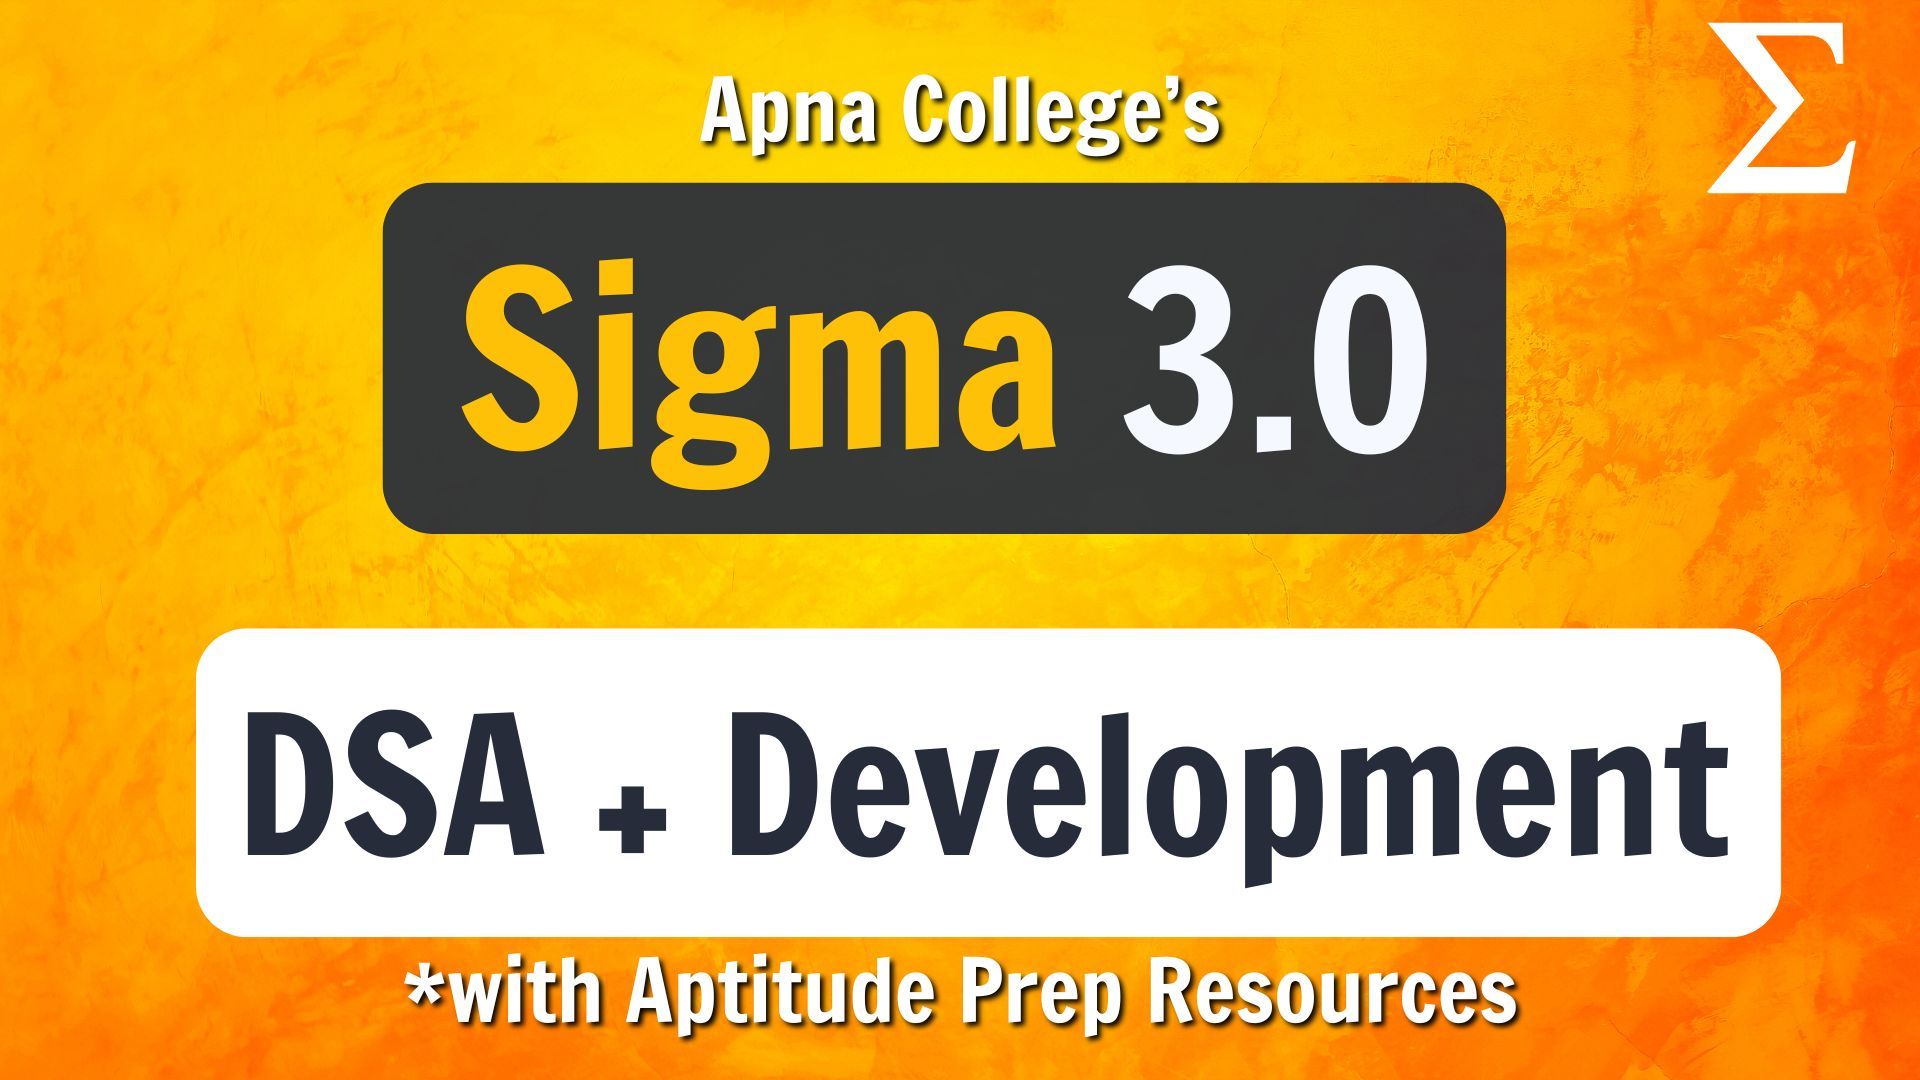 Σ
Apna College’s
Sigma 3.0
DSA + Development
*with Aptitude Prep Resources